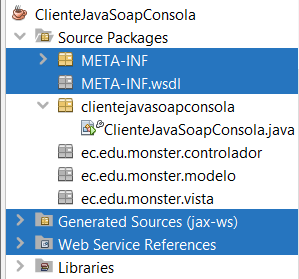 ClienteJavaSoapConsola
Source Packages
META-INF
META-INF.wsdl
clientejavasoapconsola
ClienteJavaSoapConsola.java
ec.edu.monster.controlador
ec.edu.monster.modelo
ec.edu.monster.vista
Generated Sources (jax-ws)
Web Service References
Libraries